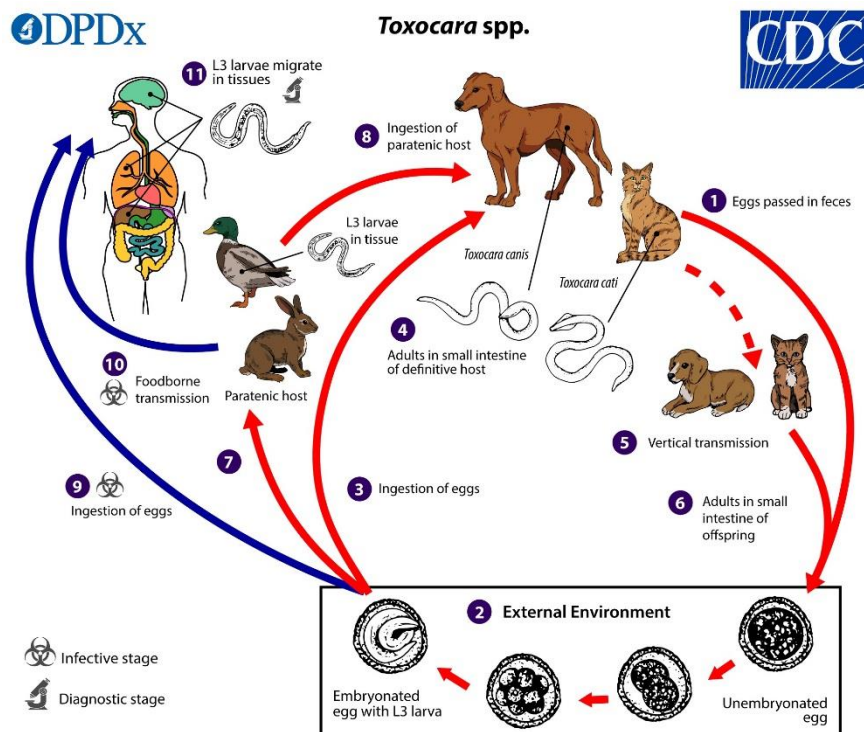 DPDx
Toxocara spp.
CDC
11 L3 larvae migrate
in tissues
8 Ingestion of
paratenic host
1 Eggs passed in feces
L3 larvae
in tissue
Toxocara canis
Toxocara cati
4
Adults in small intestine
of definitive host
10
Foodborne
transmission
Paratenic host
5 Vertical transmission
7
9
Ingestion of eggs
3 Ingestion of eggs
6 Adults in small
intestine of
offspring
2 External Environment
Infective stage
Diagnostic stage
Embryonated
egg with L3 larva
Unembryonated
egg